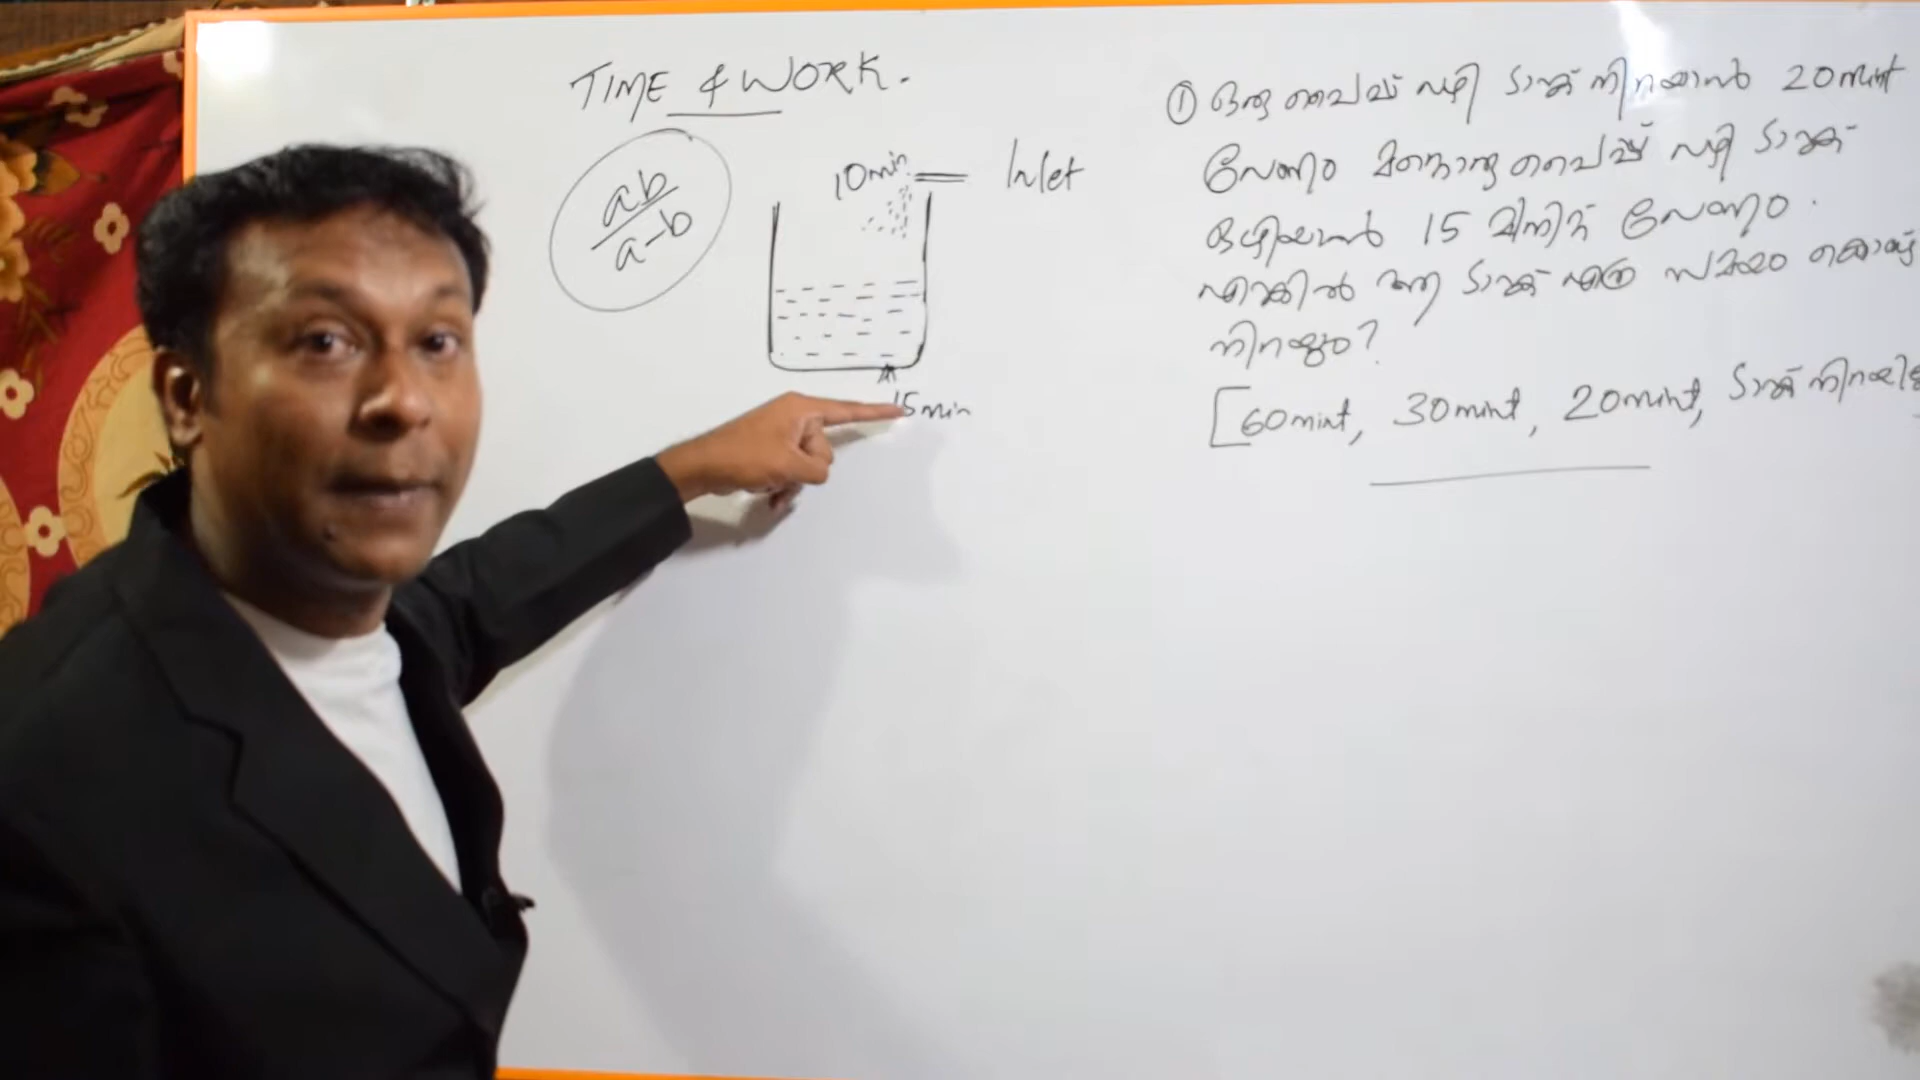 TIME & WORK.
ab
a-b
10min
Inlet
15min
① ഒരു പൈപ്പ് വഴി ടാങ്ക് നിറയാൻ 20mint
വേണം മറ്റൊരു പൈപ്പ് വഴി ടാങ്ക്
ഒഴിയാൻ 15 മിനിറ്റ് വേണം.
എങ്കിൽ ആ ടാങ്ക് എത്ര സമയം കൊണ്ട്
നിറയും?
[60mint, 30mint, 20mint, ടാങ്ക് നിറയില്ല